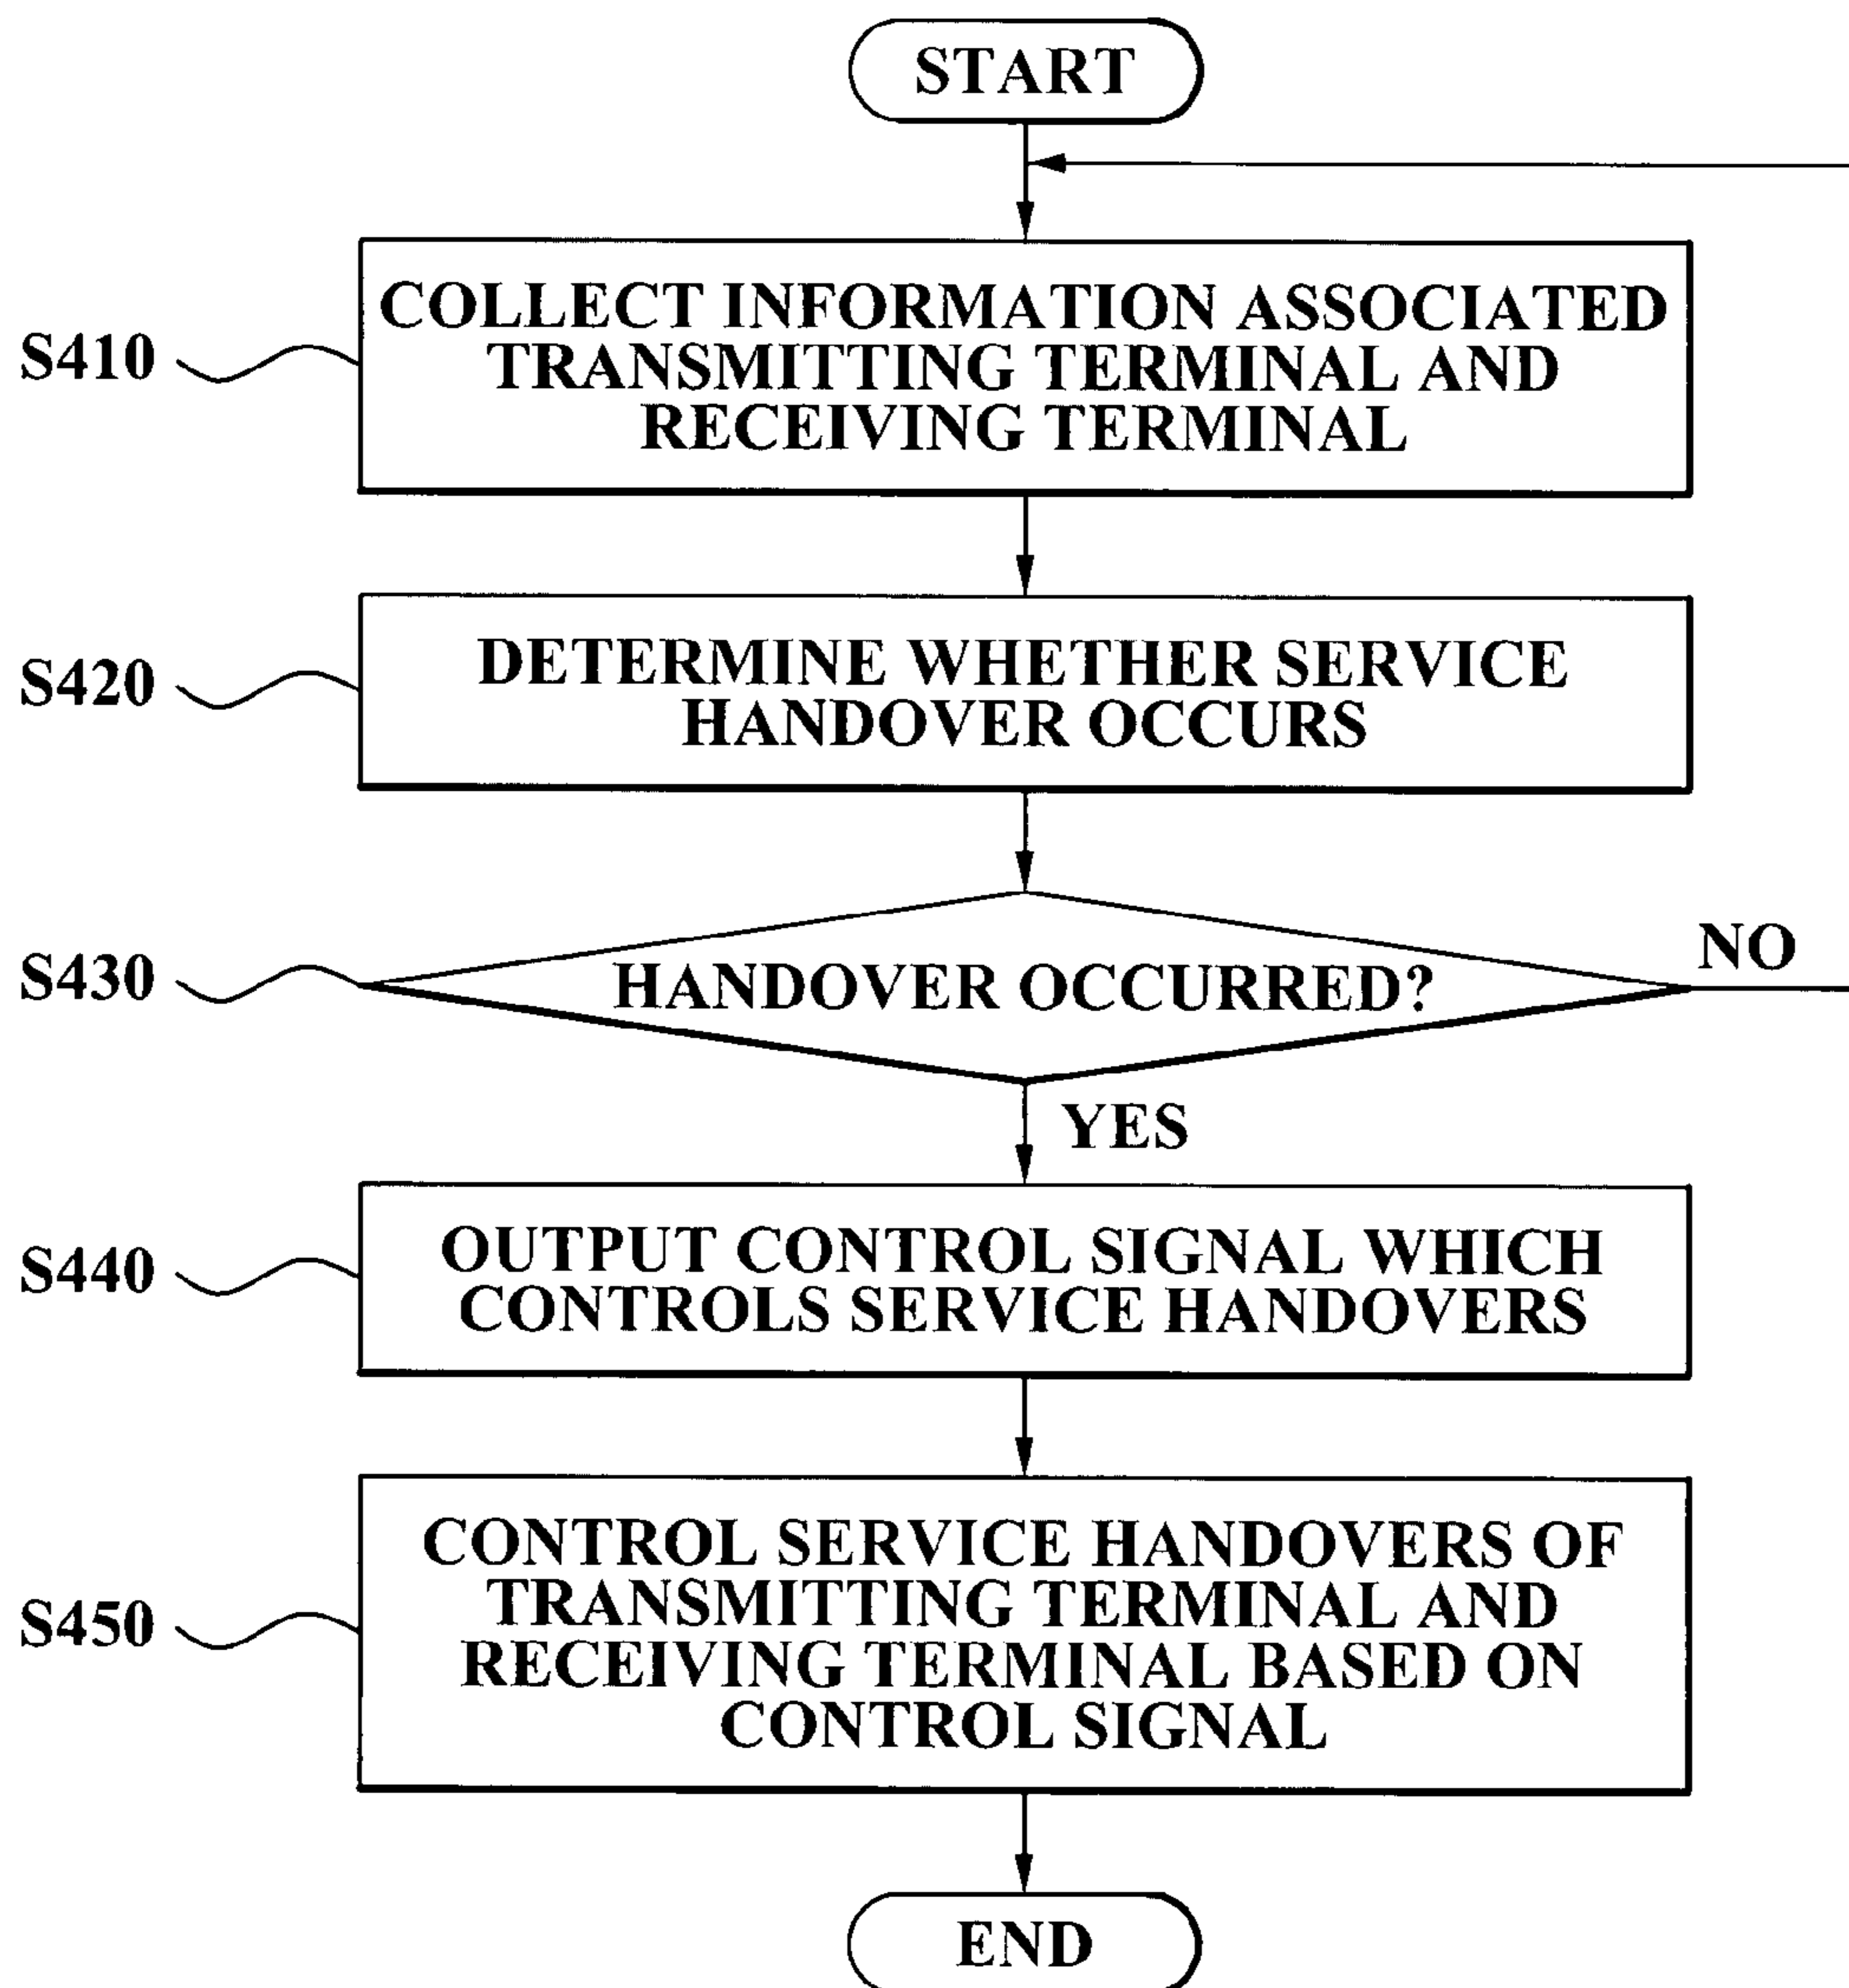 START
S410
COLLECT INFORMATION ASSOCIATED
TRANSMITTING TERMINAL AND
RECEIVING TERMINAL
S420
DETERMINE WHETHER SERVICE
HANDOVER OCCURS
S430
HANDOVER OCCURRED?
NO
YES
S440
OUTPUT CONTROL SIGNAL WHICH
CONTROLS SERVICE HANDOVERS
S450
CONTROL SERVICE HANDOVERS OF
TRANSMITTING TERMINAL AND
RECEIVING TERMINAL BASED ON
CONTROL SIGNAL
END